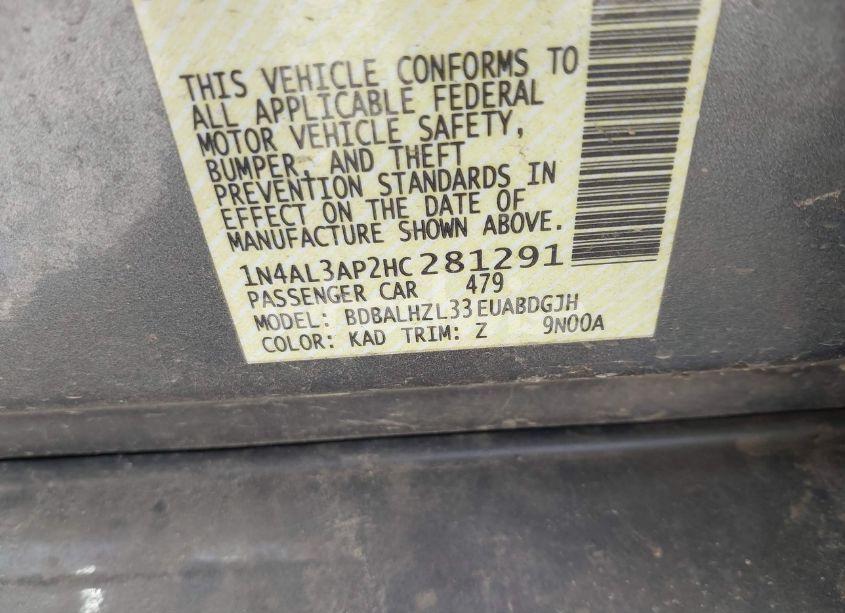 THIS VEHICLE CONFORMS TO
ALL APPLICABLE FEDERAL
MOTOR VEHICLE SAFETY,
BUMPER, AND THEFT
PREVENTION STANDARDS IN
EFFECT ON THE DATE OF
MANUFACTURE SHOWN ABOVE.
1N4AL3AP2HC281291
PASSENGER CAR 479
MODEL: BDBALHZL33EUABDGJH
COLOR: KAD TRIM: Z 9N00A